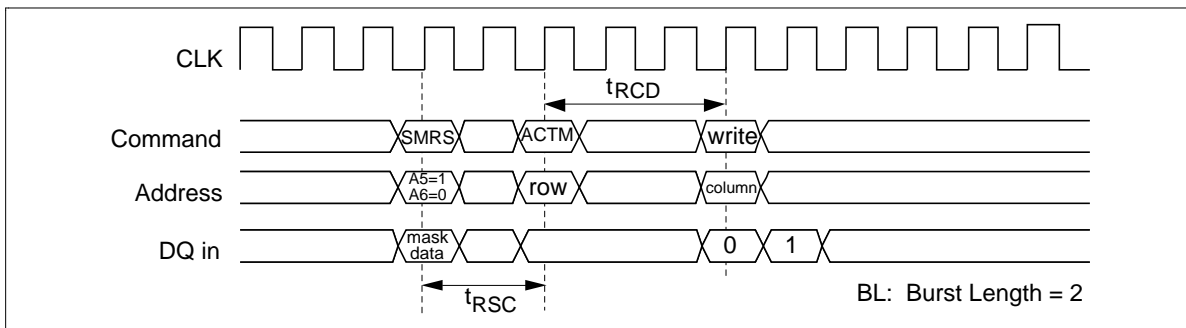 CLK
tRCD
Command SMRS ACTM write
Address A5=1 A6=0 row column
DQ in mask data 0 1
tRSC
BL: Burst Length = 2